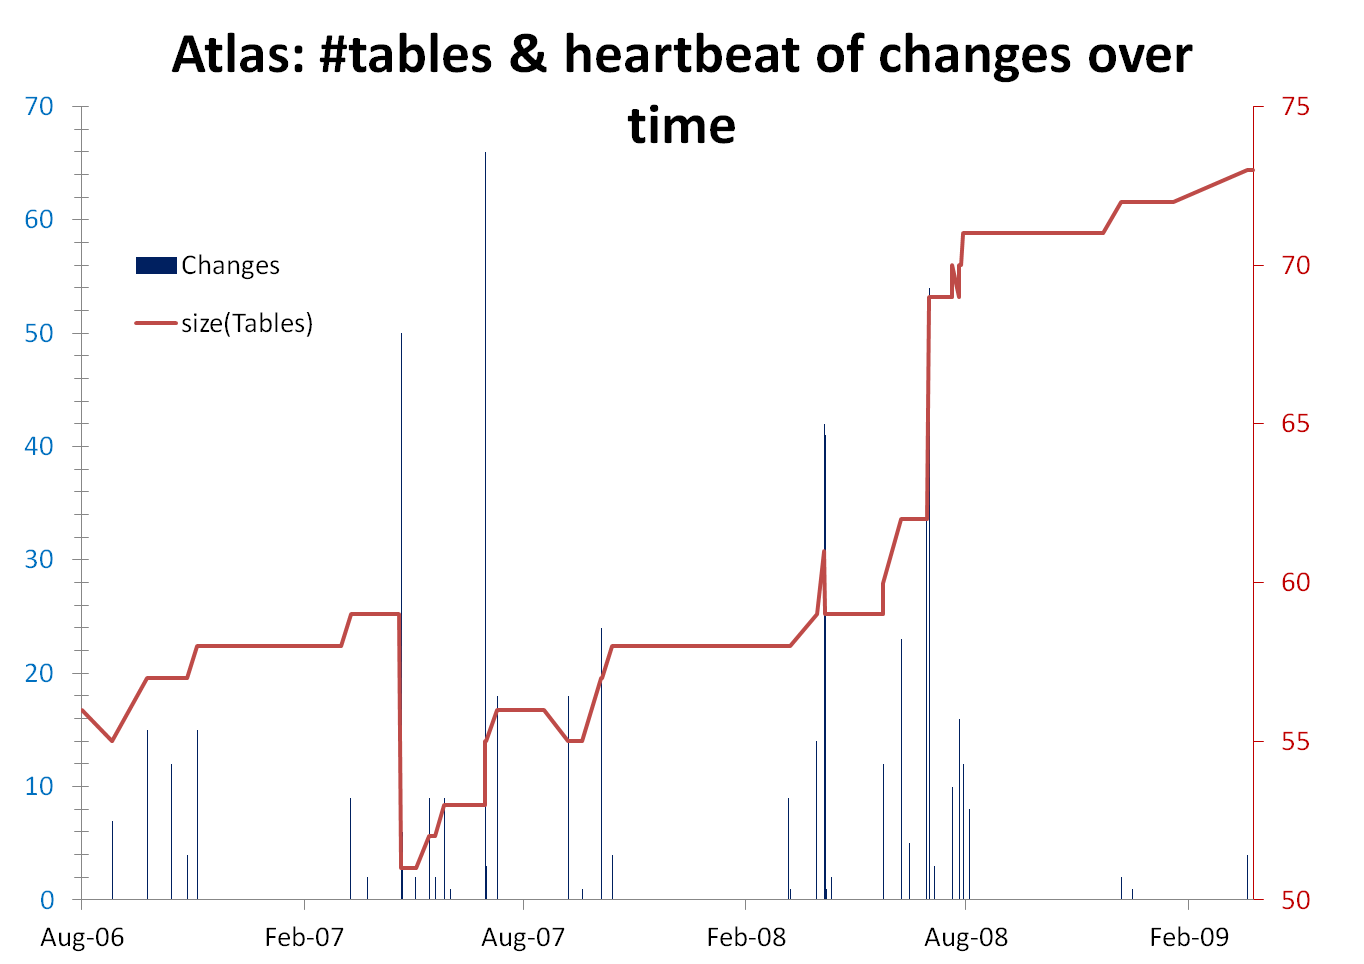 Atlas: #tables & heartbeat of changes over
time
70
60
50
40
30
20
10
0
Changes
size(Tables)
75
70
65
60
55
50
Aug-06 Feb-07 Aug-07 Feb-08 Aug-08 Feb-09